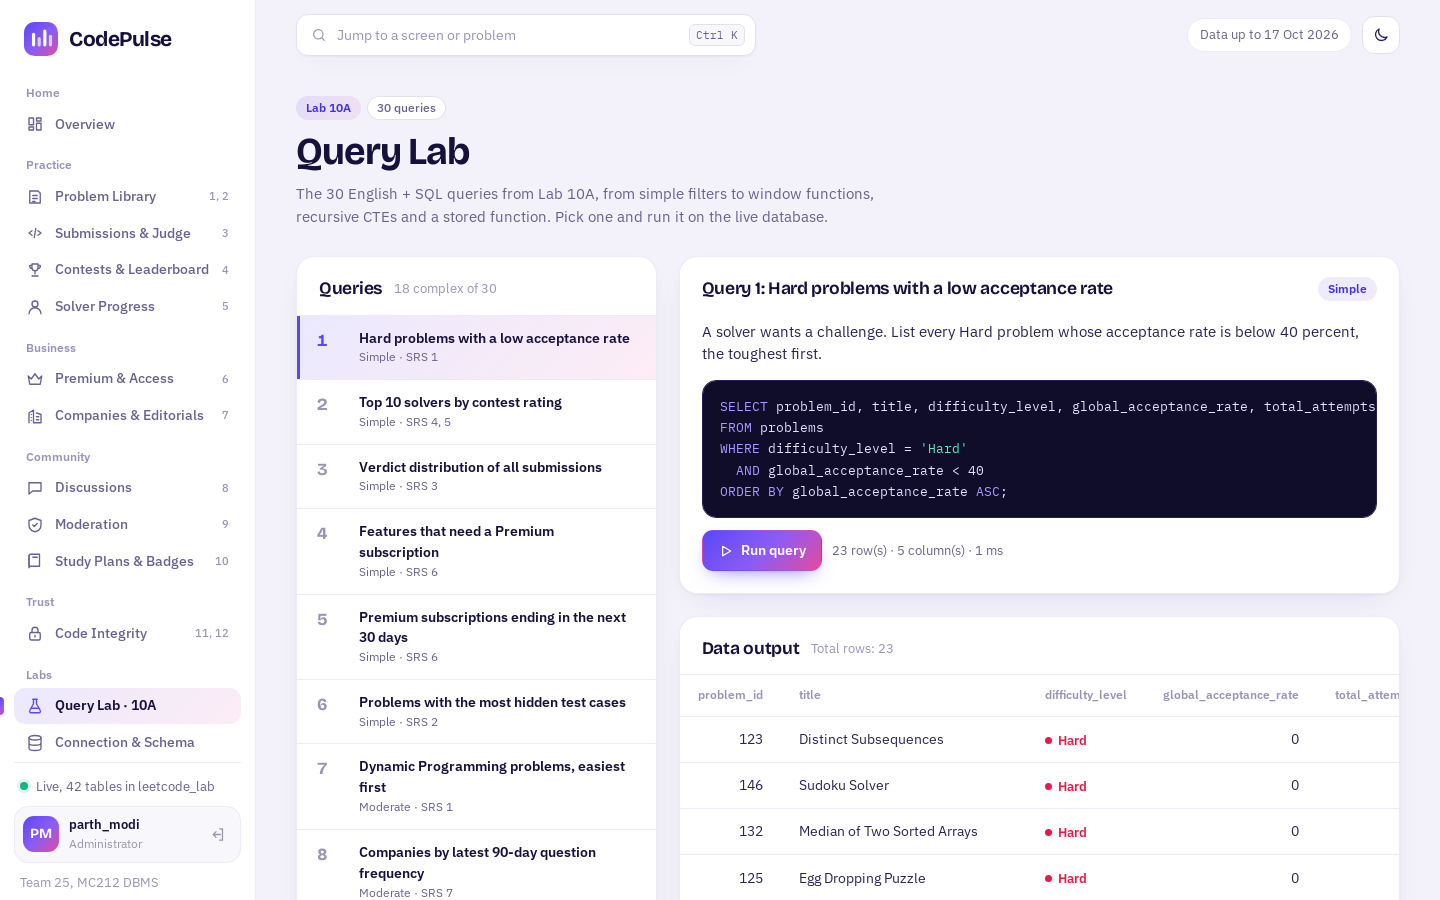 CodePulse
Home
Overview
Practice
Problem Library 1, 2
Submissions & Judge 3
Contests & Leaderboard 4
Solver Progress 5
Business
Premium & Access 6
Companies & Editorials 7
Community
Discussions 8
Moderation 9
Study Plans & Badges 10
Trust
Code Integrity 11, 12
Labs
Query Lab · 10A
Connection & Schema
Live, 42 tables in leetcode_lab
PM
parth_modi
Administrator
Team 25, MC212 DBMS
Jump to a screen or problem Ctrl K
Data up to 17 Oct 2026
Lab 10A 30 queries
Query Lab
The 30 English + SQL queries from Lab 10A, from simple filters to window functions,
recursive CTEs and a stored function. Pick one and run it on the live database.
Queries 18 complex of 30
1 Hard problems with a low acceptance rate
Simple · SRS 1
2 Top 10 solvers by contest rating
Simple · SRS 4, 5
3 Verdict distribution of all submissions
Simple · SRS 3
4 Features that need a Premium
subscription
Simple · SRS 6
5 Premium subscriptions ending in the next
30 days
Simple · SRS 6
6 Problems with the most hidden test cases
Simple · SRS 2
7 Dynamic Programming problems, easiest
first
Moderate · SRS 1
8 Companies by latest 90-day question
frequency
Moderate · SRS 7
Query 1: Hard problems with a low acceptance rate Simple
A solver wants a challenge. List every Hard problem whose acceptance rate is below 40 percent,
the toughest first.
SELECT problem_id, title, difficulty_level, global_acceptance_rate, total_attempts
FROM problems
WHERE difficulty_level = 'Hard'
AND global_acceptance_rate < 40
ORDER BY global_acceptance_rate ASC;
Run query 23 row(s) · 5 column(s) · 1 ms
Data output Total rows: 23
problem_id title difficulty_level global_acceptance_rate total_attem
123 Distinct Subsequences Hard 0
146 Sudoku Solver Hard 0
132 Median of Two Sorted Arrays Hard 0
125 Egg Dropping Puzzle Hard 0